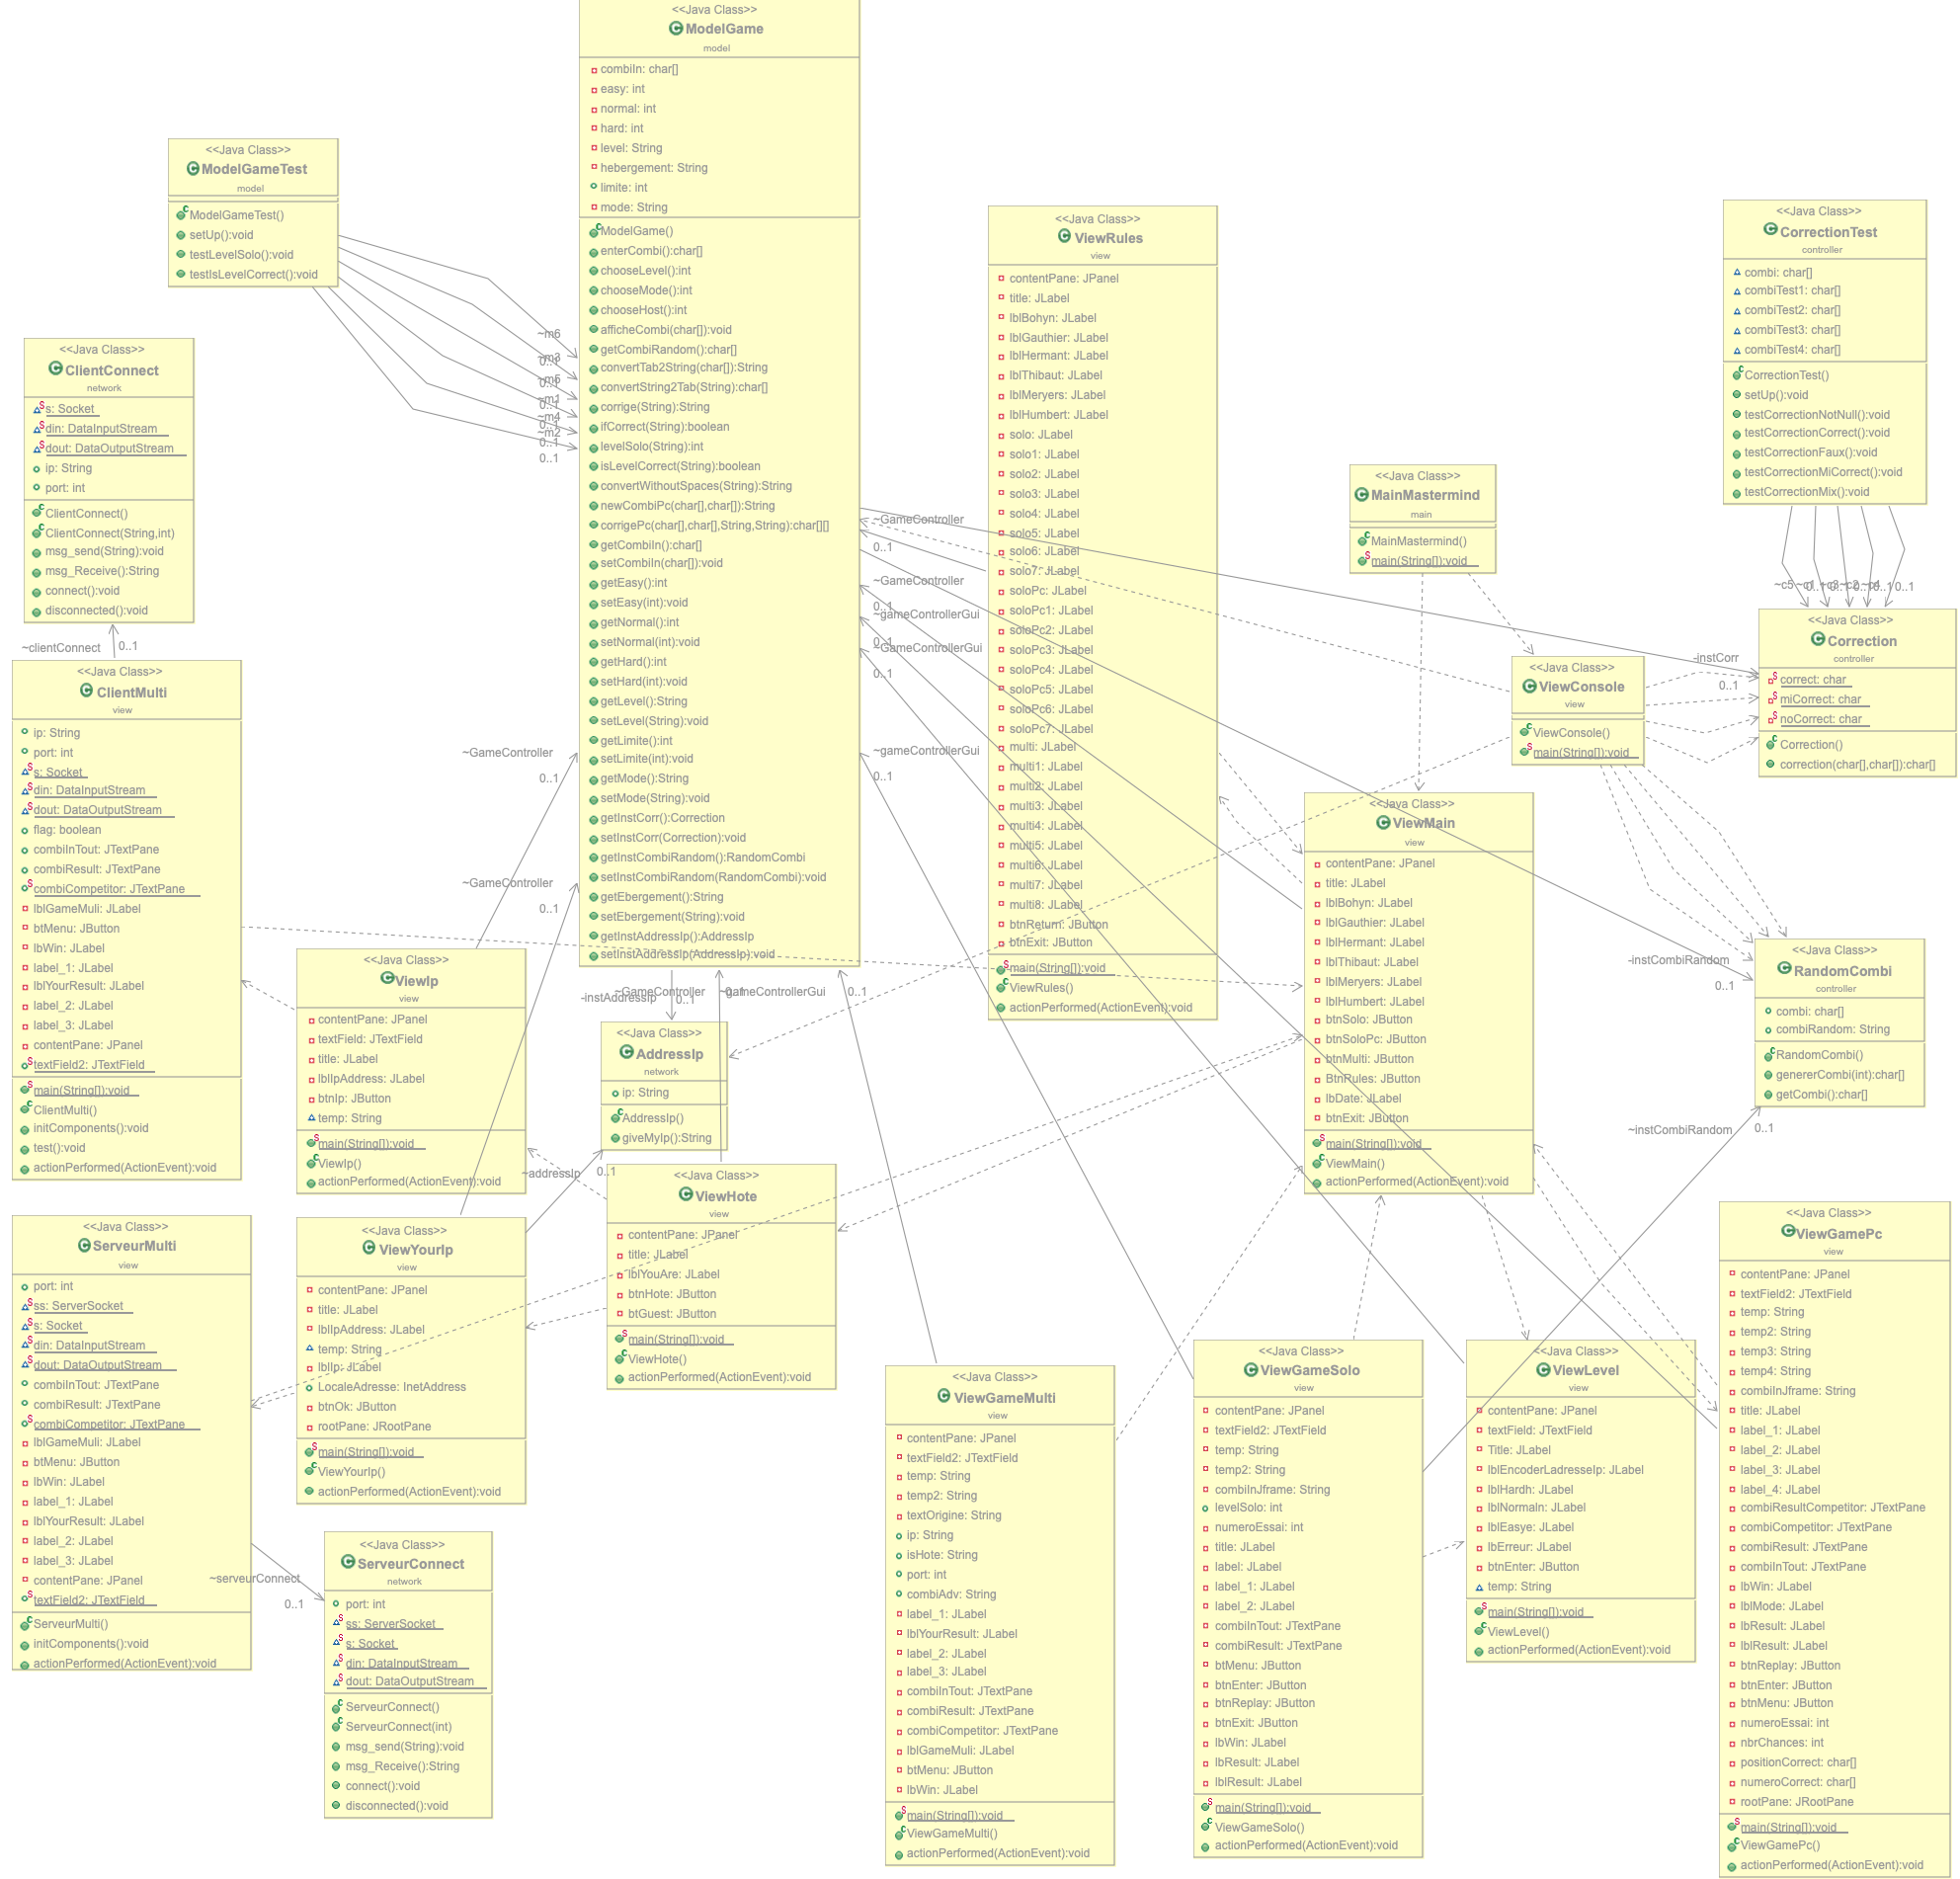 <<Java Class>>
ModelGame
model
combiIn: char[]
easy: int
normal: int
hard: int
level: String
hebergement: String
limite: int
mode: String
ModelGame()
enterCombi():char[]
chooseLevel():int
chooseMode():int
chooseHost():int
afficheCombi(char[]):void
getCombiRandom():char[]
convertTab2String(char[]):String
convertString2Tab(String):char[]
corrige(String):String
ifCorrect(String):boolean
levelSolo(String):int
isLevelCorrect(String):boolean
convertWithoutSpaces(String):String
newCombiPc(char[],char[]):String
corrigePc(char[],char[],String,String):char[][]
getCombiIn():char[]
setCombiIn(char[]):void
getEasy():int
setEasy(int):void
getNormal():int
setNormal(int):void
getHard():int
setHard(int):void
getLevel():String
setLevel(String):void
getLimite():int
setLimite(int):void
getMode():String
setMode(String):void
getInstCorr():Correction
setInstCorr(Correction):void
getInstCombiRandom():RandomCombi
setInstCombiRandom(RandomCombi):void
getEbergement():String
setEbergement(String):void
getInstAddressIp():AddressIp
setInstAddressIp(AddressIp):void
<<Java Class>>
ModelGameTest
model
ModelGameTest()
setUp():void
testLevelSolo():void
testIsLevelCorrect():void
~m6
~m3
0..1
~m5
0..1
~m1
0..1
~m4
0..1
~m2
0..1
0..1
<<Java Class>>
ClientConnect
network
s: Socket
din: DataInputStream
dout: DataOutputStream
ip: String
port: int
ClientConnect()
ClientConnect(String,int)
msg_send(String):void
msg_Receive():String
connect():void
disconnected():void
~clientConnect
0..1
<<Java Class>>
ClientMulti
view
ip: String
port: int
s: Socket
din: DataInputStream
dout: DataOutputStream
flag: boolean
combiInTout: JTextPane
combiResult: JTextPane
combiCompetitor: JTextPane
lblGameMuli: JLabel
btMenu: JButton
lbWin: JLabel
label_1: JLabel
lblYourResult: JLabel
label_2: JLabel
label_3: JLabel
contentPane: JPanel
textField2: JTextField
main(String[]):void
ClientMulti()
initComponents():void
test():void
actionPerformed(ActionEvent):void
<<Java Class>>
ServeurMulti
view
port: int
ss: ServerSocket
s: Socket
din: DataInputStream
dout: DataOutputStream
combiInTout: JTextPane
combiResult: JTextPane
combiCompetitor: JTextPane
lblGameMuli: JLabel
btMenu: JButton
lbWin: JLabel
label_1: JLabel
lblYourResult: JLabel
label_2: JLabel
label_3: JLabel
contentPane: JPanel
textField2: JTextField
ServeurMulti()
initComponents():void
actionPerformed(ActionEvent):void
~serveurConnect
0..1
~GameController
0..1
~GameController
0..1
<<Java Class>>
ViewIp
view
contentPane: JPanel
textField: JTextField
title: JLabel
lblIpAddress: JLabel
btnIp: JButton
temp: String
main(String[]):void
ViewIp()
actionPerformed(ActionEvent):void
<<Java Class>>
ViewYourIp
view
contentPane: JPanel
title: JLabel
lblIpAddress: JLabel
temp: String
lblIp: JLabel
LocaleAdresse: InetAddress
btnOk: JButton
rootPane: JRootPane
main(String[]):void
ViewYourIp()
actionPerformed(ActionEvent):void
~addressIp
0..1
<<Java Class>>
ServeurConnect
network
port: int
ss: ServerSocket
s: Socket
din: DataInputStream
dout: DataOutputStream
ServeurConnect()
ServeurConnect(int)
msg_send(String):void
msg_Receive():String
connect():void
disconnected():void
~GameController
-instAddressIp
0..1
~gameControllerGui
0..1
0..1
<<Java Class>>
AddressIp
network
ip: String
AddressIp()
giveMyIp():String
<<Java Class>>
ViewHote
view
contentPane: JPanel
title: JLabel
lblYouAre: JLabel
btnHote: JButton
btGuest: JButton
main(String[]):void
ViewHote()
actionPerformed(ActionEvent):void
~GameController
0..1
~GameController
0..1
~gameControllerGui
0..1
~GameControllerGui
0..1
~gameControllerGui
0..1
<<Java Class>>
ViewRules
view
contentPane: JPanel
title: JLabel
lblBohyn: JLabel
lblGauthier: JLabel
lblHermant: JLabel
lblThibaut: JLabel
lblMeryers: JLabel
lblHumbert: JLabel
solo: JLabel
solo1: JLabel
solo2: JLabel
solo3: JLabel
solo4: JLabel
solo5: JLabel
solo6: JLabel
solo7: JLabel
soloPc: JLabel
soloPc1: JLabel
soloPc2: JLabel
soloPc3: JLabel
soloPc4: JLabel
soloPc5: JLabel
soloPc6: JLabel
soloPc7: JLabel
multi: JLabel
multi1: JLabel
multi2: JLabel
multi3: JLabel
multi4: JLabel
multi5: JLabel
multi6: JLabel
multi7: JLabel
multi8: JLabel
btnReturn: JButton
btnExit: JButton
main(String[]):void
ViewRules()
actionPerformed(ActionEvent):void
<<Java Class>>
MainMastermind
main
MainMastermind()
main(String[]):void
<<Java Class>>
ViewConsole
view
ViewConsole()
main(String[]):void
<<Java Class>>
CorrectionTest
controller
combi: char[]
combiTest1: char[]
combiTest2: char[]
combiTest3: char[]
combiTest4: char[]
CorrectionTest()
setUp():void
testCorrectionNotNull():void
testCorrectionCorrect():void
testCorrectionFaux():void
testCorrectionMiCorrect():void
testCorrectionMix():void
~c5
~c1
~c3
~c2
~c4
0..1
<<Java Class>>
Correction
controller
correct: char
miCorrect: char
noCorrect: char
Correction()
correction(char[],char[]):char[]
-instCorr
0..1
<<Java Class>>
ViewMain
view
contentPane: JPanel
title: JLabel
lblBohyn: JLabel
lblGauthier: JLabel
lblHermant: JLabel
lblThibaut: JLabel
lblMeryers: JLabel
lblHumbert: JLabel
btnSolo: JButton
btnSoloPc: JButton
btnMulti: JButton
BtnRules: JButton
lbDate: JLabel
btnExit: JButton
main(String[]):void
ViewMain()
actionPerformed(ActionEvent):void
-instCombiRandom
0..1
<<Java Class>>
RandomCombi
controller
combi: char[]
combiRandom: String
RandomCombi()
genererCombi(int):char[]
getCombi():char[]
~instCombiRandom
0..1
<<Java Class>>
ViewGameMulti
view
contentPane: JPanel
textField2: JTextField
temp: String
temp2: String
textOrigine: String
ip: String
isHote: String
port: int
combiAdv: String
label_1: JLabel
lblYourResult: JLabel
label_2: JLabel
label_3: JLabel
combiInTout: JTextPane
combiResult: JTextPane
combiCompetitor: JTextPane
lblGameMuli: JLabel
btMenu: JButton
lbWin: JLabel
main(String[]):void
ViewGameMulti()
actionPerformed(ActionEvent):void
<<Java Class>>
ViewGameSolo
view
contentPane: JPanel
textField2: JTextField
temp: String
temp2: String
combiInJframe: String
levelSolo: int
numeroEssai: int
title: JLabel
label: JLabel
label_1: JLabel
label_2: JLabel
combiInTout: JTextPane
combiResult: JTextPane
btMenu: JButton
btnEnter: JButton
btnReplay: JButton
btnExit: JButton
lbWin: JLabel
lbResult: JLabel
lblResult: JLabel
main(String[]):void
ViewGameSolo()
actionPerformed(ActionEvent):void
<<Java Class>>
ViewLevel
view
contentPane: JPanel
textField: JTextField
Title: JLabel
lblEncoderLadresseIp: JLabel
lblHardh: JLabel
lblNormaln: JLabel
lblEasye: JLabel
lbErreur: JLabel
btnEnter: JButton
temp: String
main(String[]):void
ViewLevel()
actionPerformed(ActionEvent):void
<<Java Class>>
ViewGamePc
view
contentPane: JPanel
textField2: JTextField
temp: String
temp2: String
temp3: String
temp4: String
combiInJframe: String
title: JLabel
label_1: JLabel
label_2: JLabel
label_3: JLabel
label_4: JLabel
combiResultCompetitor: JTextPane
combiCompetitor: JTextPane
combiResult: JTextPane
combiInTout: JTextPane
lbWin: JLabel
lblMode: JLabel
lbResult: JLabel
lblResult: JLabel
btnReplay: JButton
btnEnter: JButton
btnMenu: JButton
numeroEssai: int
nbrChances: int
positionCorrect: char[]
numeroCorrect: char[]
rootPane: JRootPane
main(String[]):void
ViewGamePc()
actionPerformed(ActionEvent):void